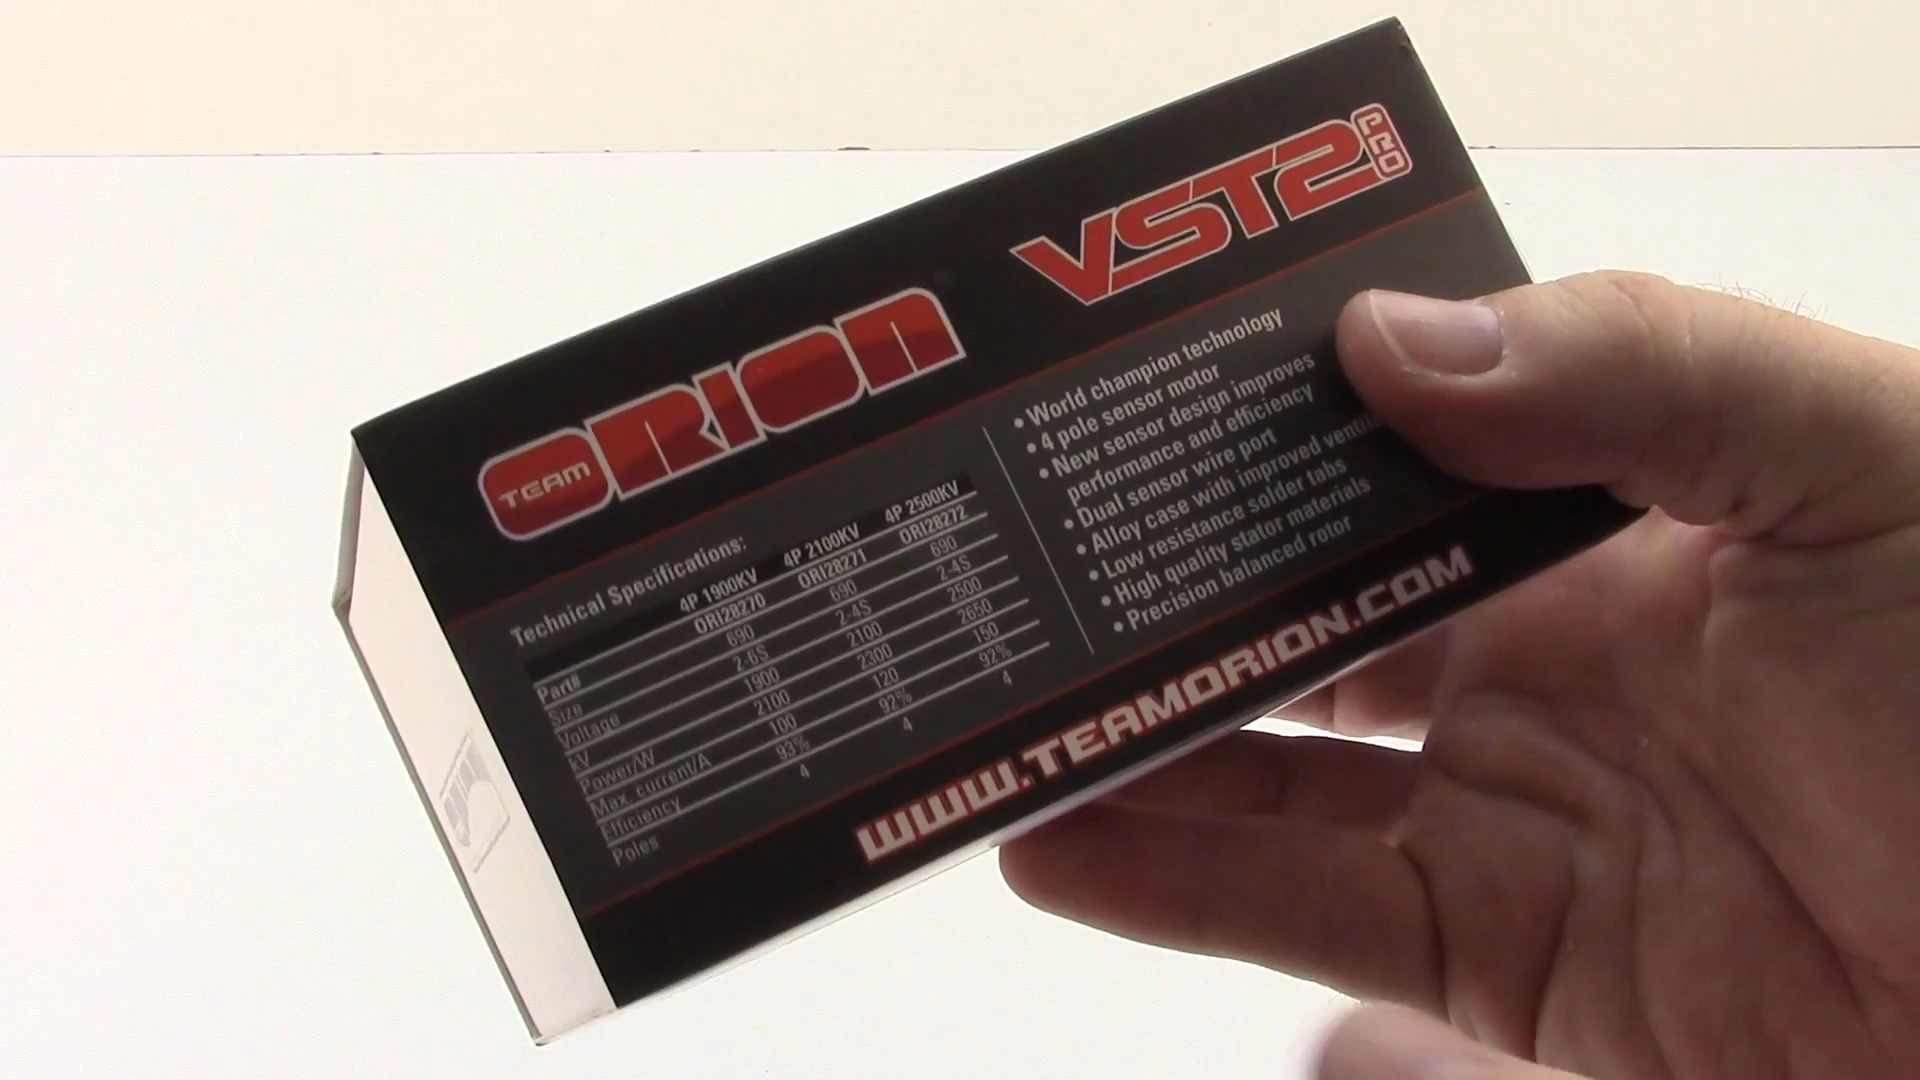 TEAM ORION
VST2 PRO
Technical Specifications:
4P 1900KV 4P 2100KV 4P 2500KV
Part# ORI28270 ORI28271 ORI28272
Size 690 690 690
Voltage 2-6S 2-4S 2-4S
kV 1900 2100 2500
Power/W 2100 2300 2650
Max. current/A 100 120 150
Efficiency 93% 92% 92%
Poles 4 4 4
• World champion technology
• 4 pole sensor motor
• New sensor design improves
performance and efficiency
• Dual sensor wire port
• Alloy case with improved
• Low resistance solder tabs
• High quality stator materials
• Precision balanced rotor
WWW.TEAMORION.COM